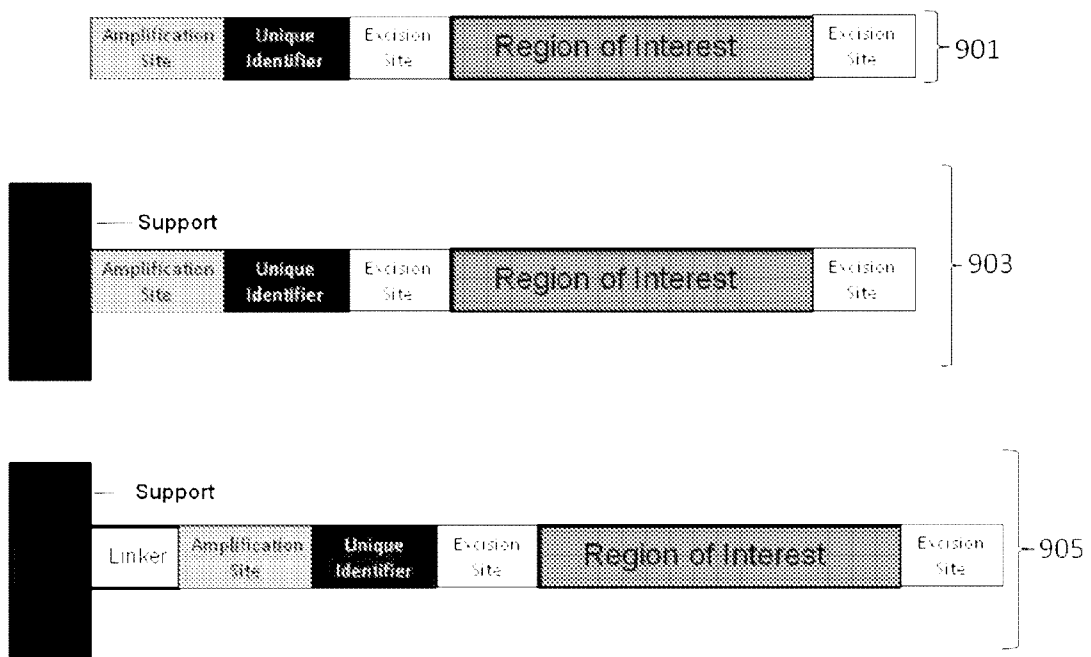 Amplification Site
Unique Identifier
Excision Site
Region of Interest
Excision Site
901
Support
Amplification Site
Unique Identifier
Excision Site
Region of Interest
Excision Site
903
Support
Linker
Amplification Site
Unique Identifier
Excision Site
Region of Interest
Excision Site
905